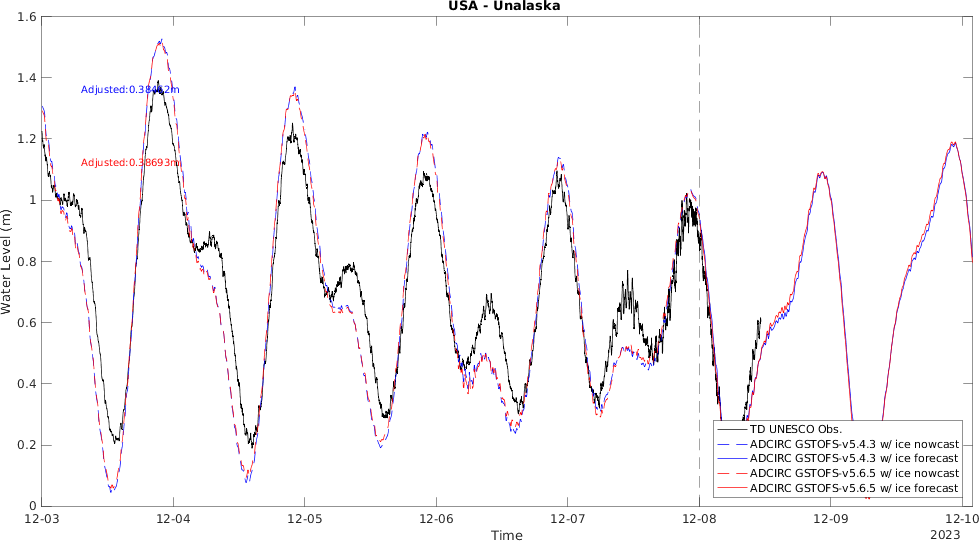 USA - Unalaska
1.6
1.4
1.2
1
0.8
0.6
0.4
0.2
0
Water Level (m)
Adjusted:0.38693m
TD UNESCO Obs.
ADCIRC GSTOFS-v5.4.3 w/ ice nowcast
ADCIRC GSTOFS-v5.4.3 w/ ice forecast
ADCIRC GSTOFS-v5.6.5 w/ ice nowcast
ADCIRC GSTOFS-v5.6.5 w/ ice forecast
12-03 12-04 12-05 12-06 12-07 12-08 12-09 12-10
Time
2023